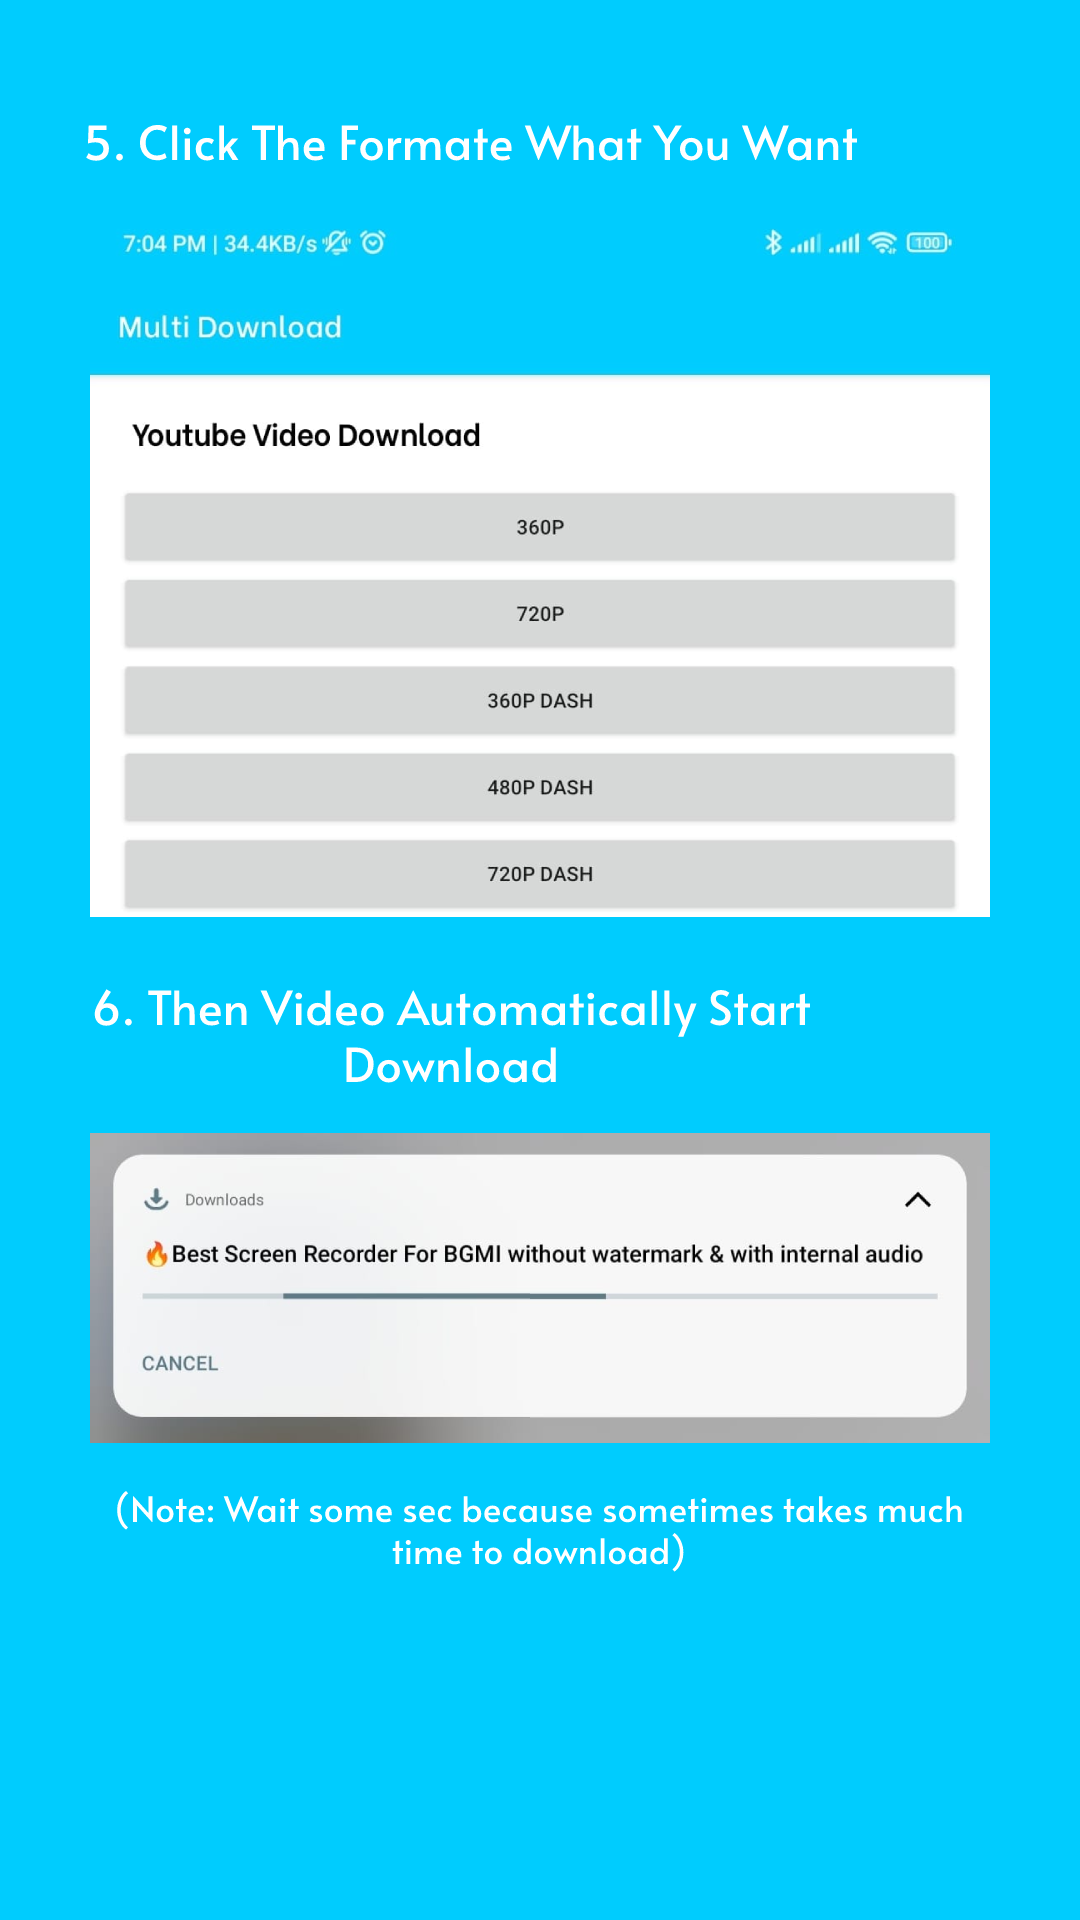 5. Click The Formate What You Want
7:04 PM | 34.4KB/s
100
Multi Download
Youtube Video Download
360P
720P
360P DASH
480P DASH
720P DASH
6. Then Video Automatically Start
Download
Downloads
🔥Best Screen Recorder For BGMI without watermark & with internal audio
CANCEL
(Note: Wait some sec because sometimes takes much
time to download)